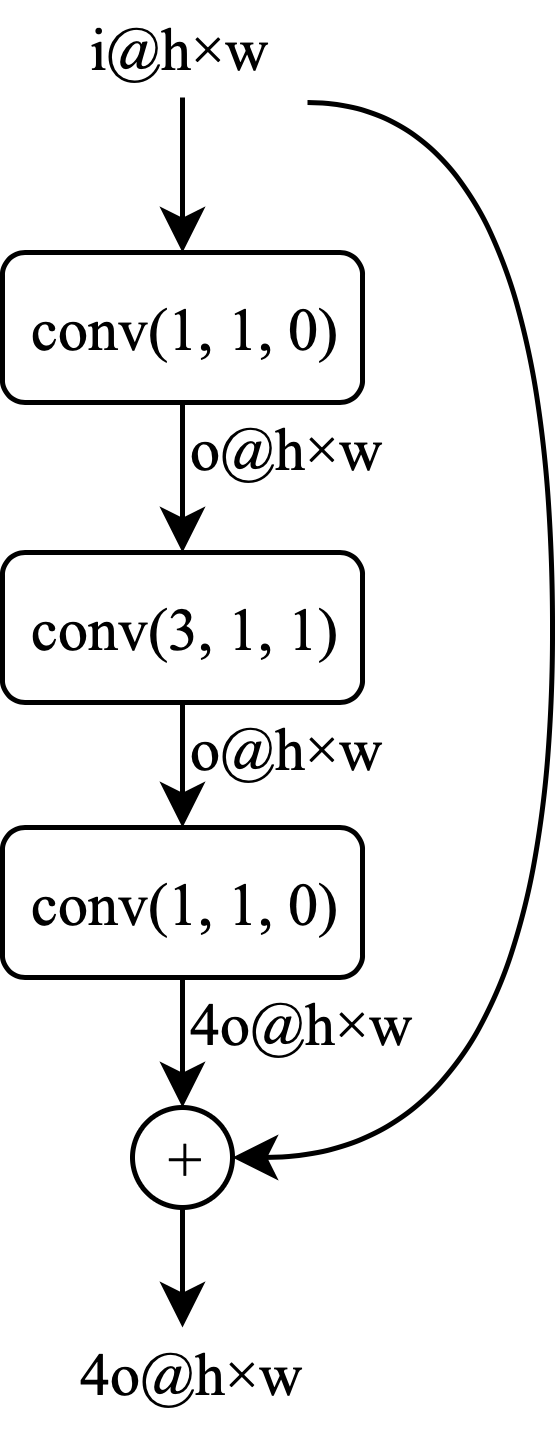 i@h×w
conv(1, 1, 0)
o@h×w
conv(3, 1, 1)
o@h×w
conv(1, 1, 0)
4o@h×w
+
4o@h×w